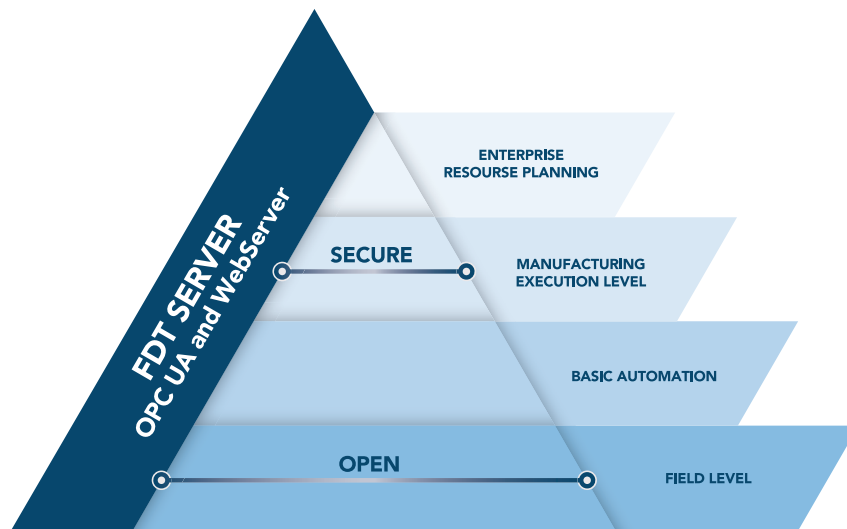 FDT SERVER
OPC UA and WebServer
ENTERPRISE
RESOURSE PLANNING
SECURE
MANUFACTURING
EXECUTION LEVEL
BASIC AUTOMATION
OPEN
FIELD LEVEL